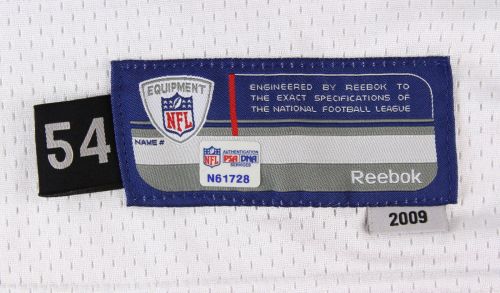 54
EQUIPMENT
NFL
NAME #
ENGINEERED BY REEBOK TO
THE EXACT SPECIFICATIONS OF
THE NATIONAL FOOTBALL LEAGUE
NFL
AUTHENTICATION
PSA DNA
SERVICES
N61728
Reebok
2009